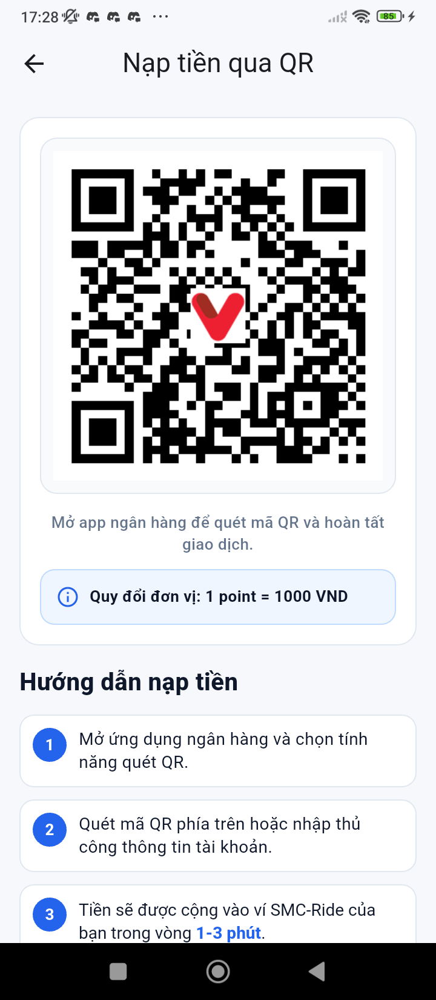 17:28
85
Nạp tiền qua QR
Mở app ngân hàng để quét mã QR và hoàn tất
giao dịch.
Quy đổi đơn vị: 1 point = 1000 VND
Hướng dẫn nạp tiền
1
Mở ứng dụng ngân hàng và chọn tính
năng quét QR.
2
Quét mã QR phía trên hoặc nhập thủ
công thông tin tài khoản.
3
Tiền sẽ được cộng vào ví SMC-Ride của
bạn trong vòng 1-3 phút.